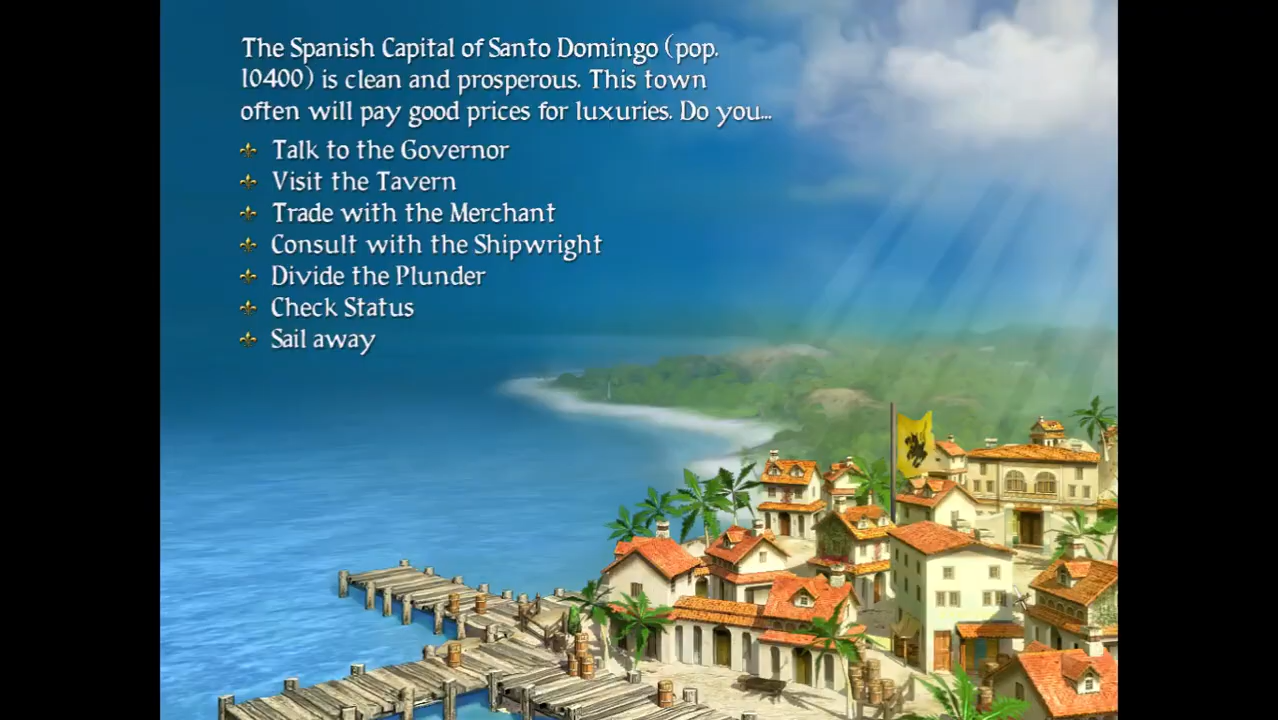 The Spanish Capital of Santo Domingo (pop.
10400) is clean and prosperous. This town
often will pay good prices for luxuries. Do you...
Talk to the Governor
Visit the Tavern
Trade with the Merchant
Consult with the Shipwright
Divide the Plunder
Check Status
Sail away